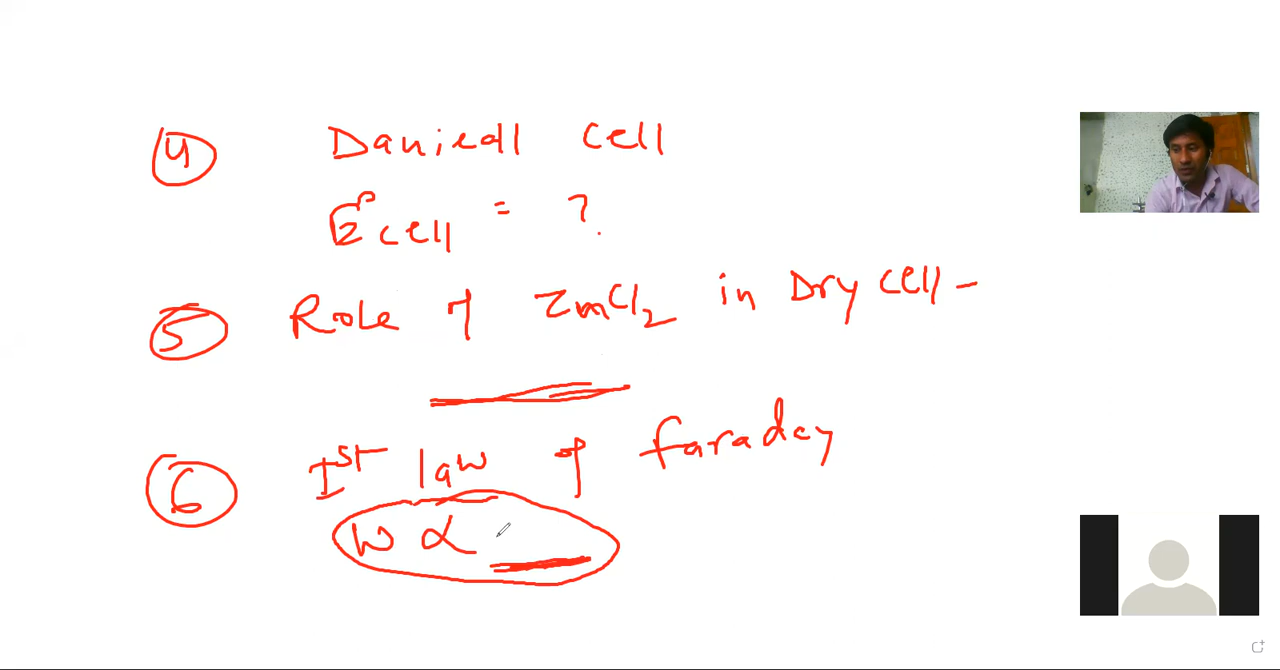 4 Daniell cell
E°cell = ?
5 Role of ZnCl2 in Dry cell -
6 Ist law of faraday
W ∝